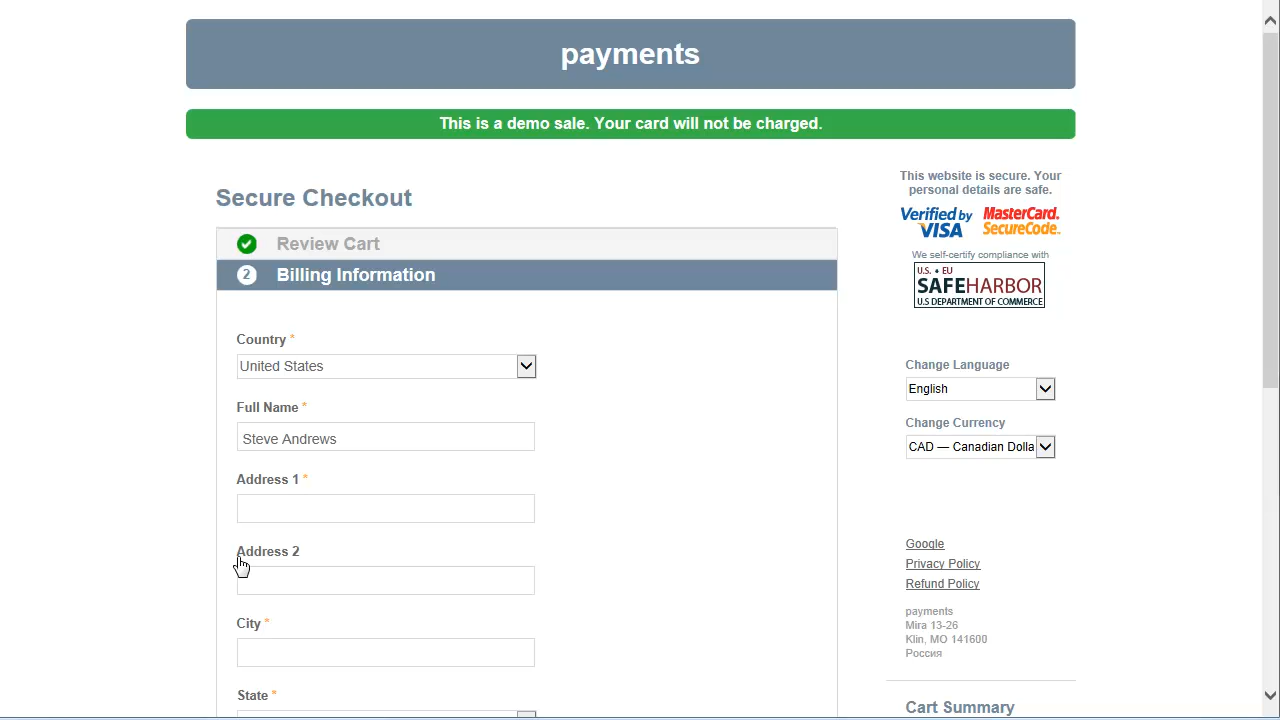 payments
This is a demo sale. Your card will not be charged.
Secure Checkout
Review Cart
2 Billing Information
Country *
United States
Full Name *
Steve Andrews
Address 1 *
Address 2
City *
State *
This website is secure. Your
personal details are safe.
Verified by VISA
MasterCard. SecureCode.
We self-certify compliance with
U.S. • EU
SAFEHARBOR
U.S DEPARTMENT OF COMMERCE
Change Language
English
Change Currency
CAD — Canadian Dolla
Google
Privacy Policy
Refund Policy
payments
Mira 13-26
Klin, MO 141600
Россия
Cart Summary